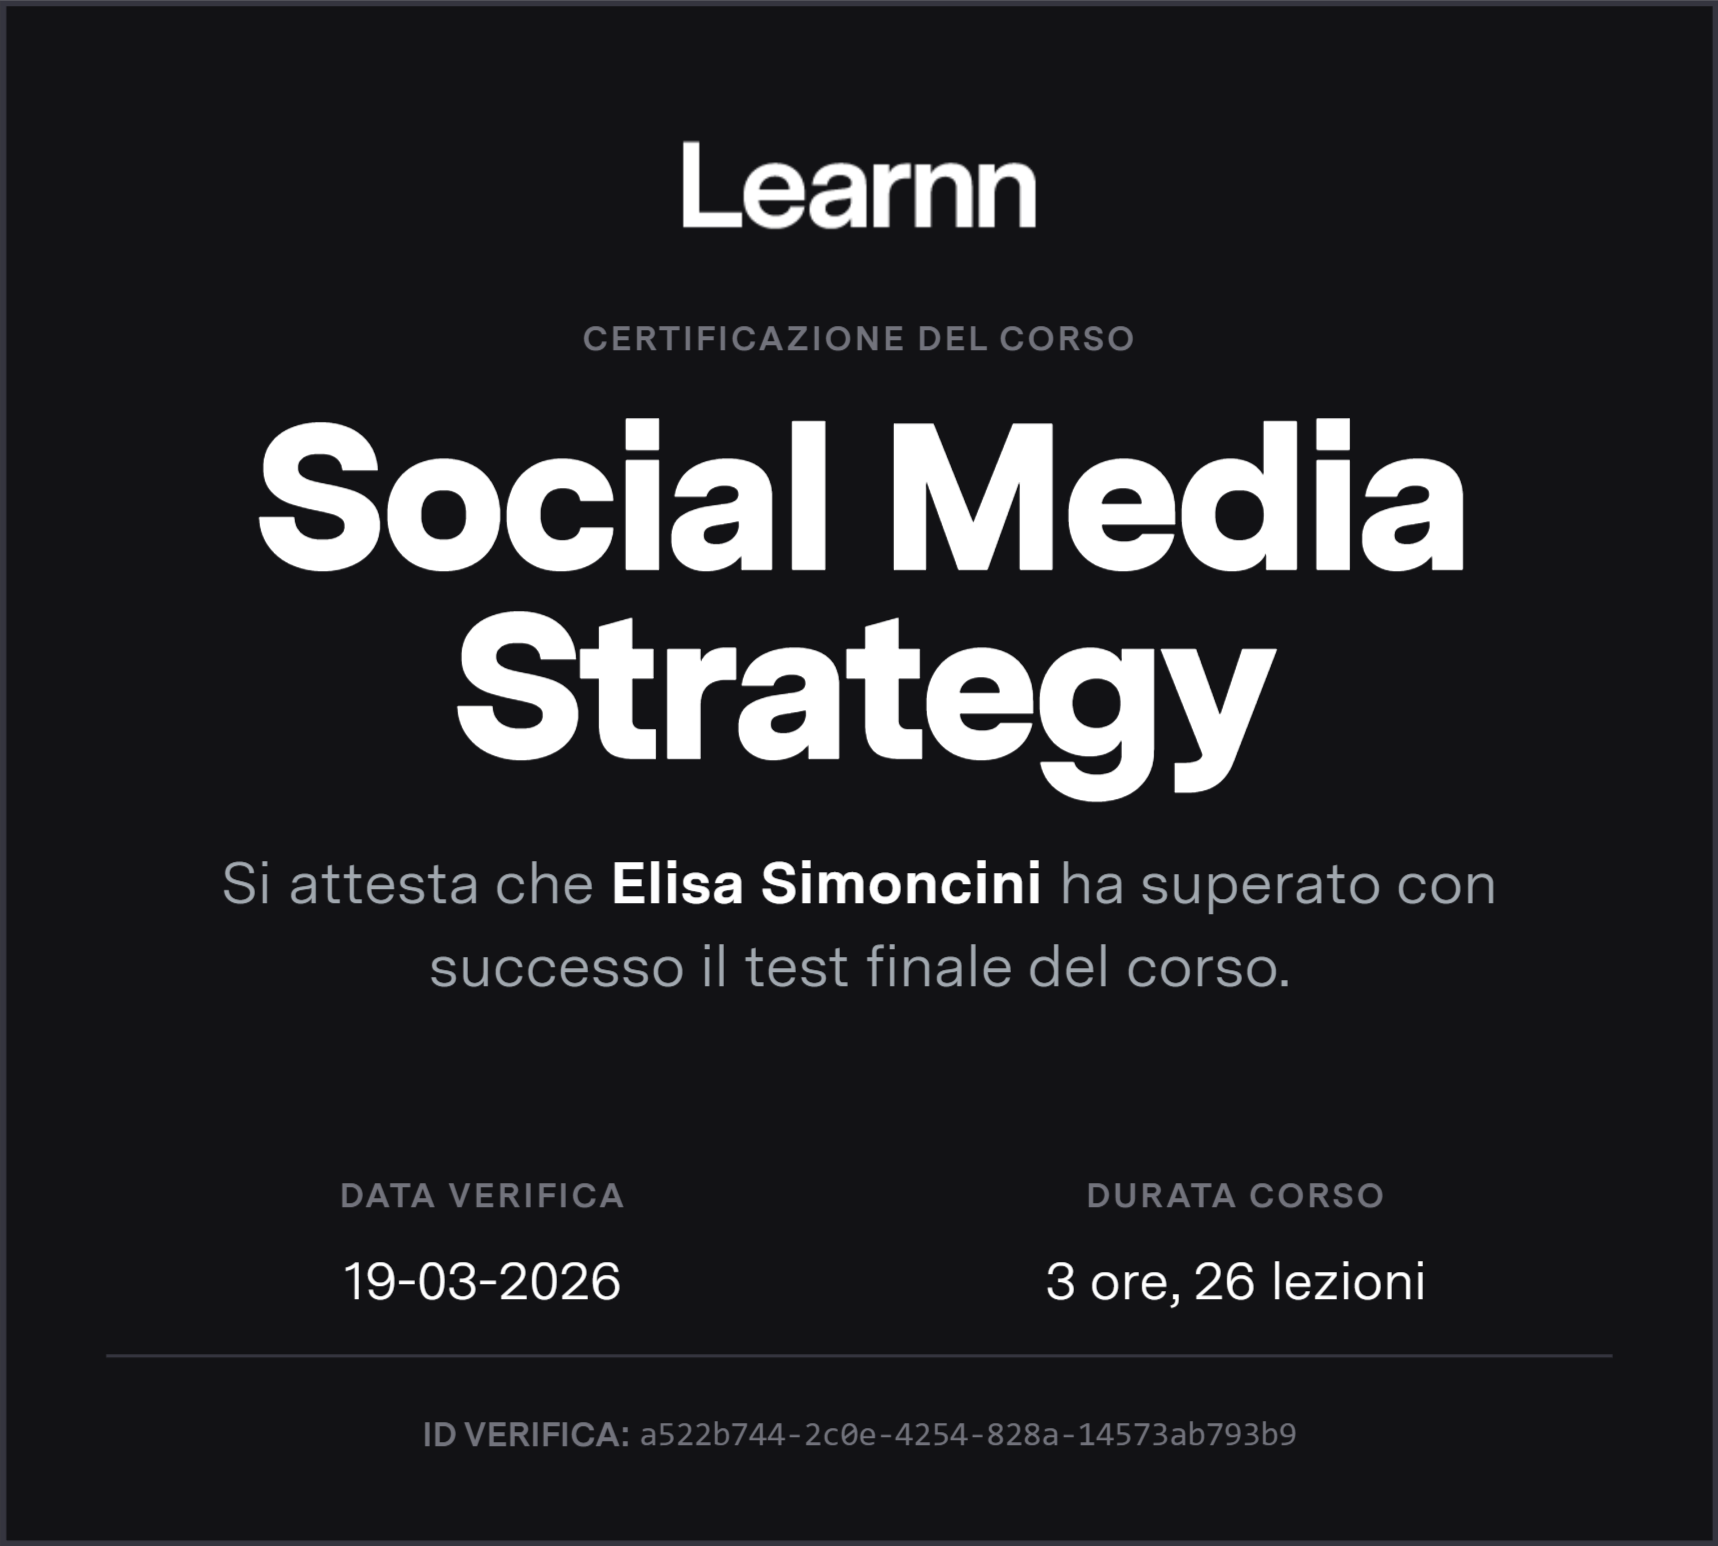 Learnn
CERTIFICAZIONE DEL CORSO
Social Media
Strategy
Si attesta che Elisa Simoncini ha superato con
successo il test finale del corso.
DATA VERIFICA
19-03-2026
DURATA CORSO
3 ore, 26 lezioni
ID VERIFICA: a522b744-2c0e-4254-828a-14573ab793b9